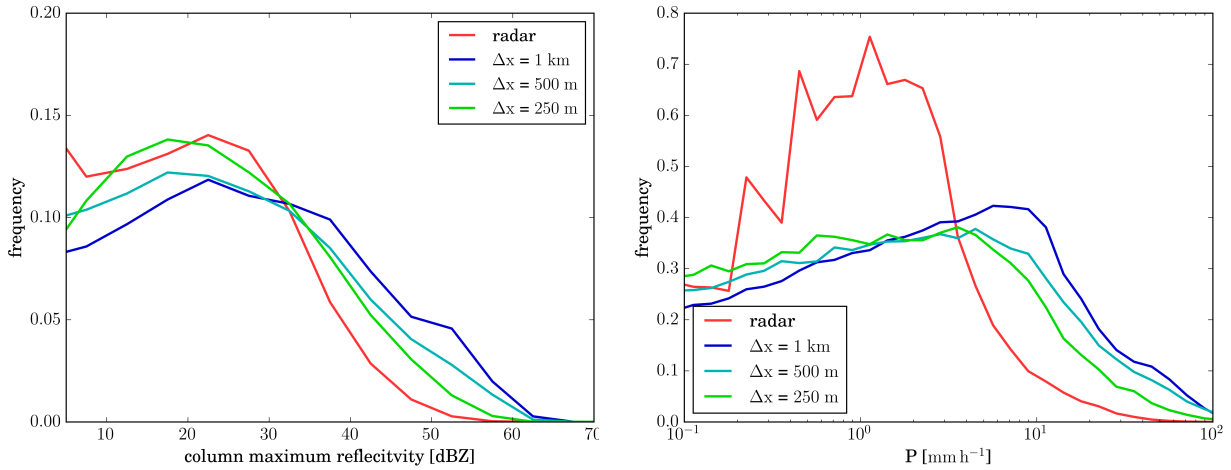 0.20
0.15
0.10
0.05
0.00
frequency
10 20 30 40 50 60 70
column maximum reflecitvity [dBZ]
radar
Δx = 1 km
Δx = 500 m
Δx = 250 m
0.8
0.7
0.6
0.5
0.4
0.3
0.2
0.1
0.0
frequency
radar
Δx = 1 km
Δx = 500 m
Δx = 250 m
10⁻¹ 10⁰ 10¹ 10²
P [mm h⁻¹]